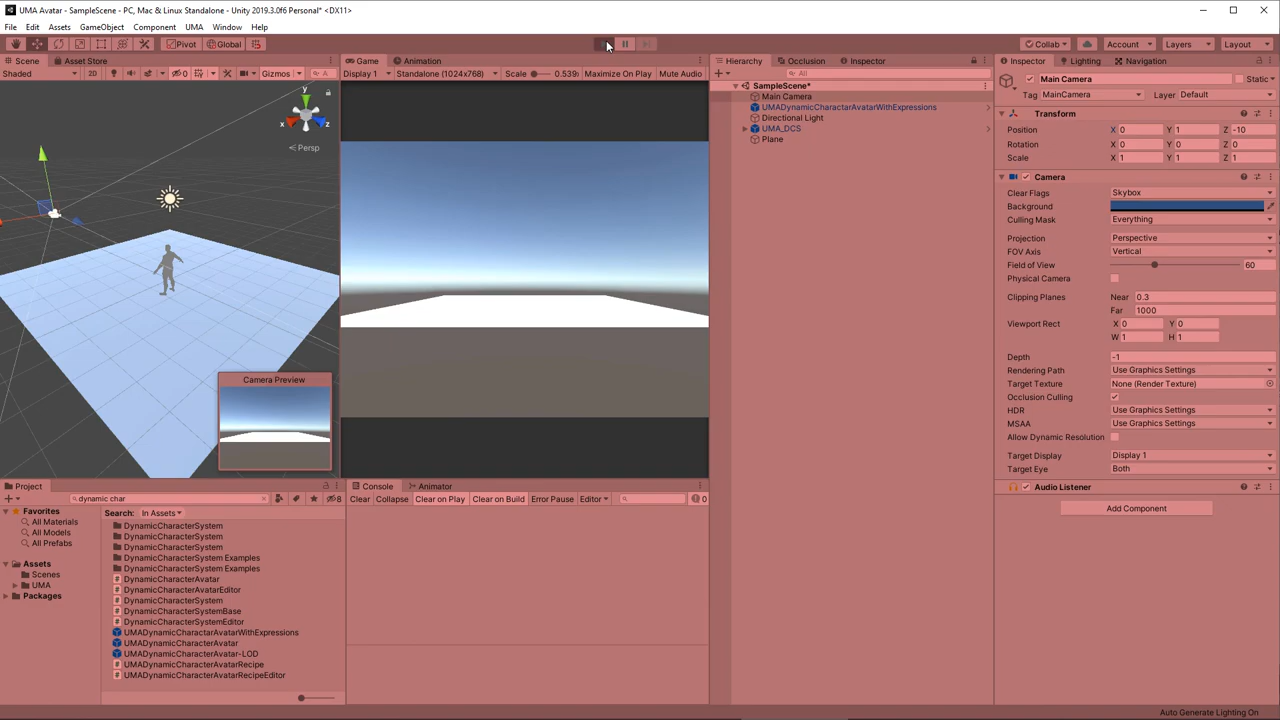 UMA Avatar - SampleScene - PC, Mac & Linux Standalone - Unity 2019.3.0f6 Personal* <DX11>
File Edit Assets GameObject Component UMA Window Help
Pivot Global Collab Account Layers Layout
Scene Asset Store
Shaded 2D 0 Gizmos A
y
x z
Persp
Camera Preview
Game Animation
Display 1 Standalone (1024x768) Scale 0.539x Maximize On Play Mute Audio
Hierarchy Occlusion Inspector
All
SampleScene*
Main Camera
UMADynamicCharactarAvatarWithExpressions
Directional Light
UMA_DCS
Plane
Inspector Lighting Navigation
Main Camera Static
Tag MainCamera Layer Default
Transform
Position X 0 Y 1 Z -10
Rotation X 0 Y 0 Z 0
Scale X 1 Y 1 Z 1
Camera
Clear Flags Skybox
Background
Culling Mask Everything
Projection Perspective
FOV Axis Vertical
Field of View 60
Physical Camera
Clipping Planes Near 0.3
Far 1000
Viewport Rect X 0 Y 0
W 1 H 1
Depth -1
Rendering Path Use Graphics Settings
Target Texture None (Render Texture)
Occlusion Culling
HDR Use Graphics Settings
MSAA Use Graphics Settings
Allow Dynamic Resolution
Target Display Display 1
Target Eye Both
Audio Listener
Add Component
Project
dynamic char 8
Favorites
All Materials
All Models
All Prefabs
Assets
Scenes
UMA
Packages
Search: In Assets
DynamicCharacterSystem
DynamicCharacterSystem
DynamicCharacterSystem
DynamicCharacterSystem Examples
DynamicCharacterSystem Examples
DynamicCharacterAvatar
DynamicCharacterAvatarEditor
DynamicCharacterSystem
DynamicCharacterSystemBase
DynamicCharacterSystemEditor
UMADynamicCharactarAvatarWithExpressions
UMADynamicCharacterAvatar
UMADynamicCharacterAvatar-LOD
UMADynamicCharacterAvatarRecipe
UMADynamicCharacterAvatarRecipeEditor
Console Animator
Clear Collapse Clear on Play Clear on Build Error Pause Editor 0
Auto Generate Lighting On